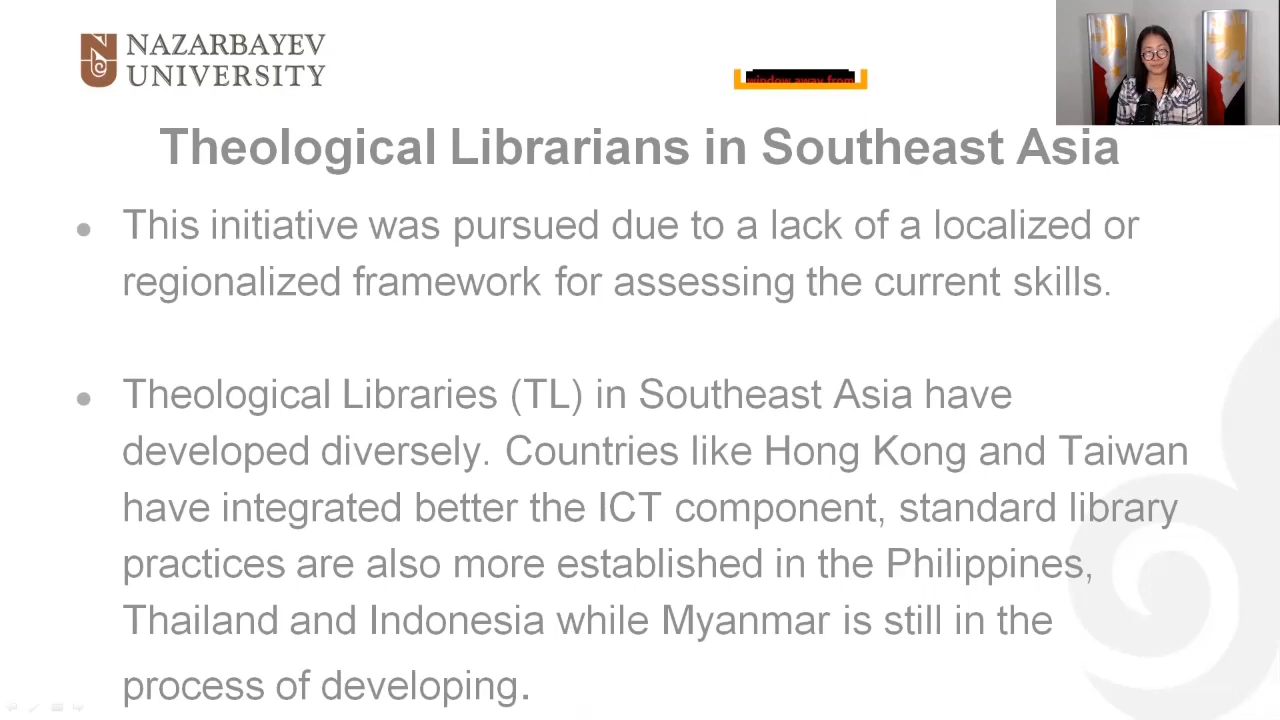 NAZARBAYEV
UNIVERSITY
window away from
Theological Librarians in Southeast Asia
● This initiative was pursued due to a lack of a localized or
regionalized framework for assessing the current skills.
● Theological Libraries (TL) in Southeast Asia have
developed diversely. Countries like Hong Kong and Taiwan
have integrated better the ICT component, standard library
practices are also more established in the Philippines,
Thailand and Indonesia while Myanmar is still in the
process of developing.